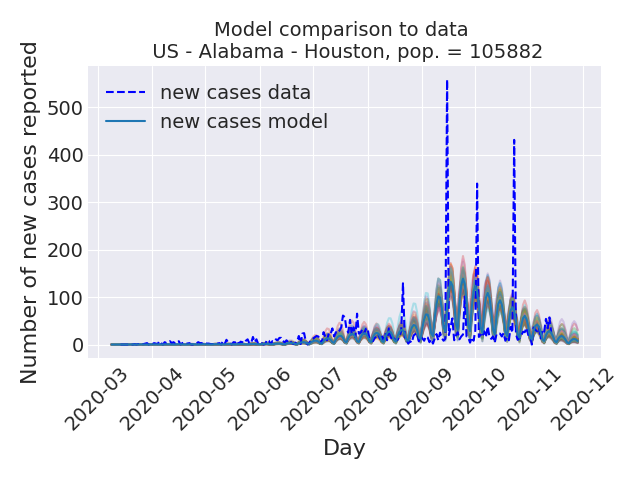 Model comparison to data
US - Alabama - Houston, pop. = 105882
new cases data
new cases model
Number of new cases reported
500
400
300
200
100
0
2020-03
2020-04
2020-05
2020-06
2020-07
2020-08
2020-09
2020-10
2020-11
2020-12
Day